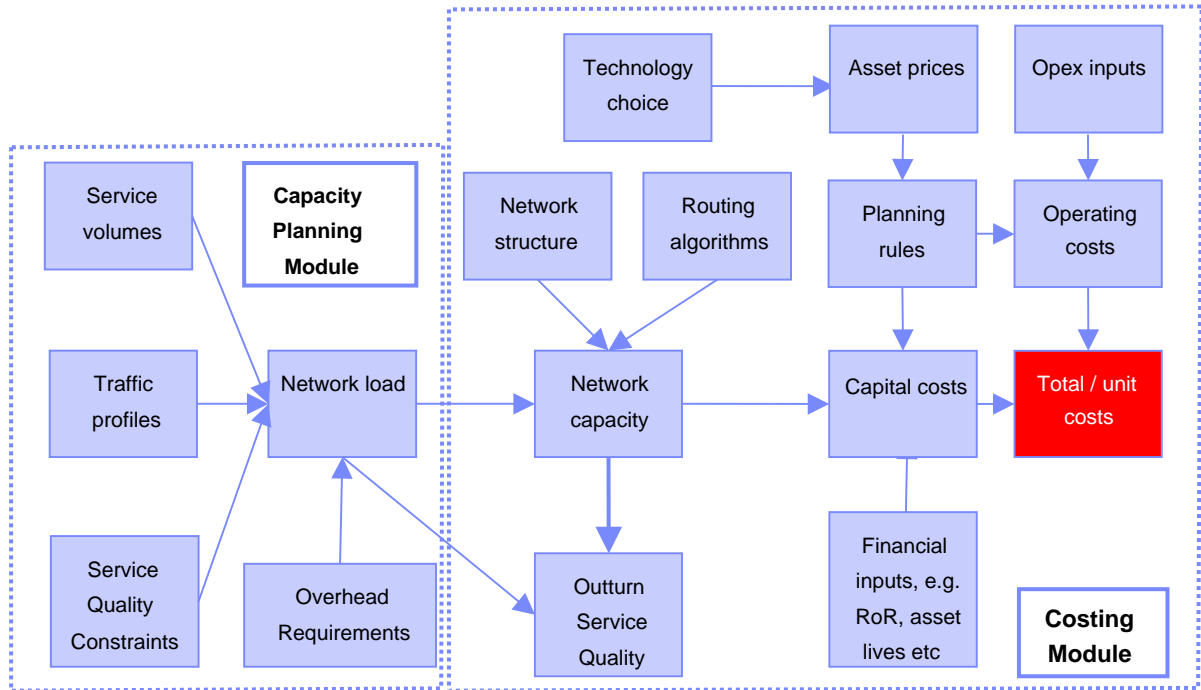 Technology
choice
Asset prices
Opex inputs
Service
volumes
Capacity
Planning
Module
Network
structure
Routing
algorithms
Planning
rules
Operating
costs
Traffic
profiles
Network load
Network
capacity
Capital costs
Total / unit
costs
Service
Quality
Constraints
Overhead
Requirements
Outturn
Service
Quality
Financial
inputs, e.g.
RoR, asset
lives etc
Costing
Module